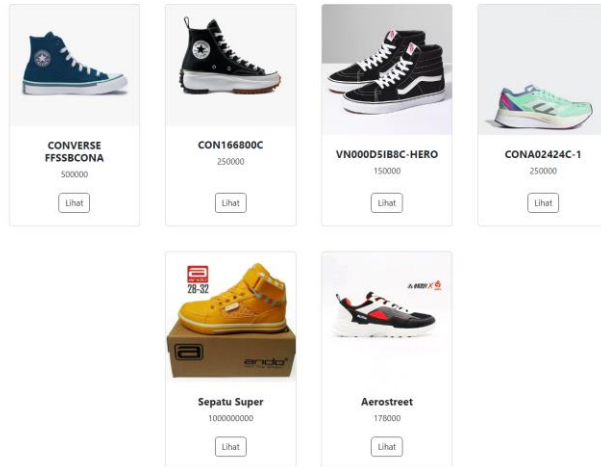 CONVERSE
FFSSBCONA
500000
Lihat
CON166800C
250000
Lihat
VN000D5IB8C-HERO
150000
Lihat
CONA02424C-1
250000
Lihat
ando
28-32
ando
Sepatu Super
1000000000
Lihat
Aerostreet
178000
Lihat